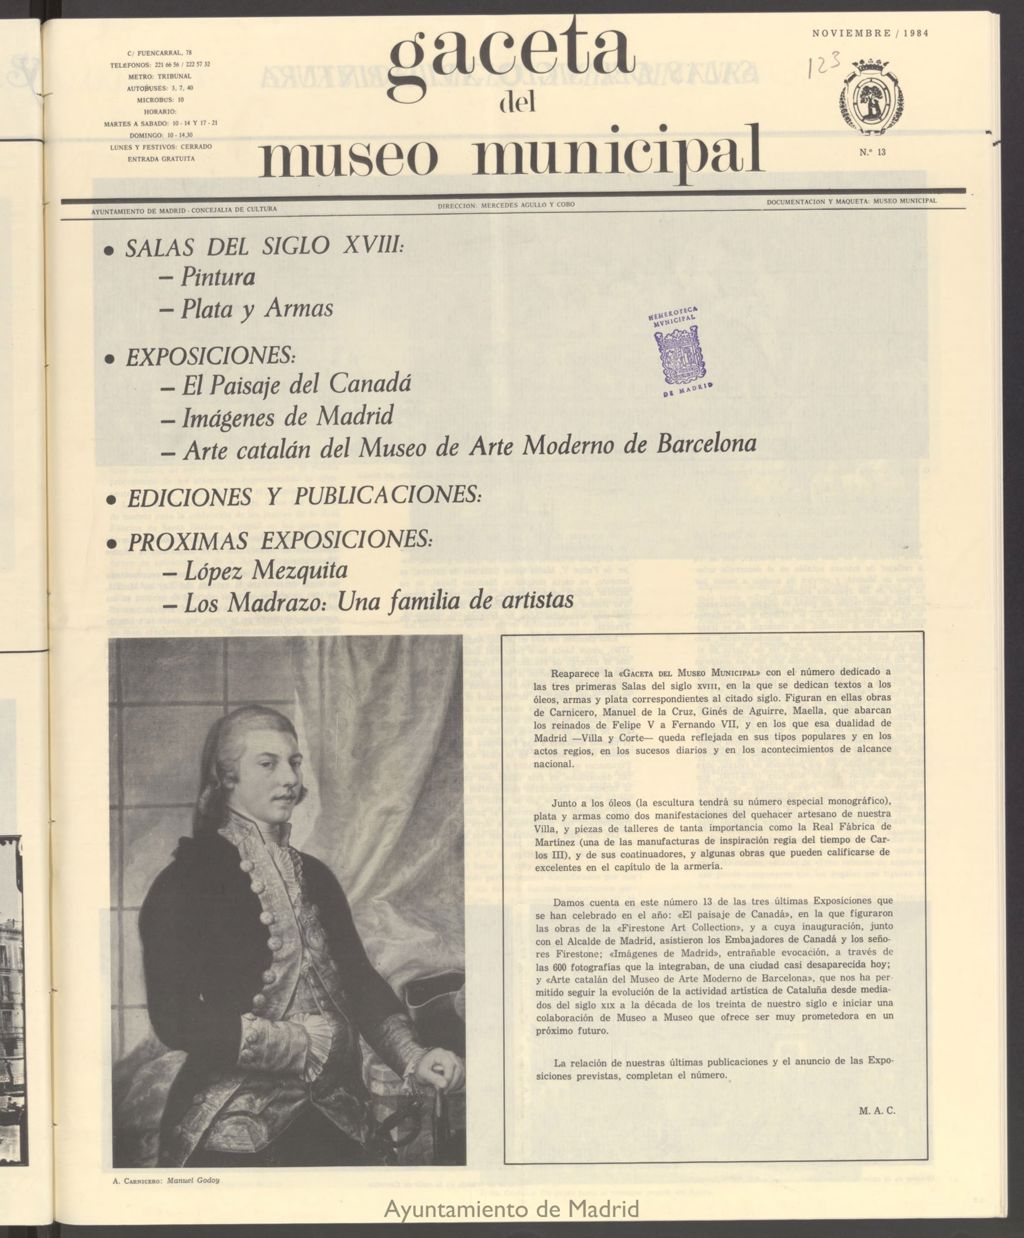 C/ FUENCARRAL, 78
TELEFONOS: 221 66 56 / 222 57 32
METRO: TRIBUNAL
AUTOBUSES: 3, 7, 40
MICROBUS: 10
HORARIO:
MARTES A SABADO: 10 - 14 Y 17 - 21
DOMINGO: 10 - 14,30
LUNES Y FESTIVOS: CERRADO
ENTRADA GRATUITA
gaceta
del
museo municipal
NOVIEMBRE / 1984
123
N.º 13
AYUNTAMIENTO DE MADRID - CONCEJALIA DE CULTURA
DIRECCION: MERCEDES AGULLO Y COBO
DOCUMENTACION Y MAQUETA: MUSEO MUNICIPAL
• SALAS DEL SIGLO XVIII:
— Pintura
— Plata y Armas
• EXPOSICIONES:
— El Paisaje del Canadá
— Imágenes de Madrid
— Arte catalán del Museo de Arte Moderno de Barcelona
HEMEROTECA
MVNICIPAL
DE MADRID
• EDICIONES Y PUBLICACIONES:
• PROXIMAS EXPOSICIONES:
— López Mezquita
— Los Madrazo: Una familia de artistas
Reaparece la «GACETA DEL MUSEO MUNICIPAL» con el número dedicado a
las tres primeras Salas del siglo XVIII, en la que se dedican textos a los
óleos, armas y plata correspondientes al citado siglo. Figuran en ellas obras
de Carnicero, Manuel de la Cruz, Ginés de Aguirre, Maella, que abarcan
los reinados de Felipe V a Fernando VII, y en los que esa dualidad de
Madrid —Villa y Corte— queda reflejada en sus tipos populares y en los
actos regios, en los sucesos diarios y en los acontecimientos de alcance
nacional.
Junto a los óleos (la escultura tendrá su número especial monográfico),
plata y armas como dos manifestaciones del quehacer artesano de nuestra
Villa, y piezas de talleres de tanta importancia como la Real Fábrica de
Martínez (una de las manufacturas de inspiración regia del tiempo de Car-
los III), y de sus continuadores, y algunas obras que pueden calificarse de
excelentes en el capítulo de la armería.
Damos cuenta en este número 13 de las tres últimas Exposiciones que
se han celebrado en el año: «El paisaje de Canadá», en la que figuraron
las obras de la «Firestone Art Collection», y a cuya inauguración, junto
con el Alcalde de Madrid, asistieron los Embajadores de Canadá y los seño-
res Firestone; «Imágenes de Madrid», entrañable evocación, a través de
las 600 fotografías que la integraban, de una ciudad casi desaparecida hoy;
y «Arte catalán del Museo de Arte Moderno de Barcelona», que nos ha per-
mitido seguir la evolución de la actividad artística de Cataluña desde media-
dos del siglo XIX a la década de los treinta de nuestro siglo e iniciar una
colaboración de Museo a Museo que ofrece ser muy prometedora en un
próximo futuro.
La relación de nuestras últimas publicaciones y el anuncio de las Expo-
siciones previstas, completan el número.
M. A. C.
A. CARNICERO: Manuel Godoy
Ayuntamiento de Madrid